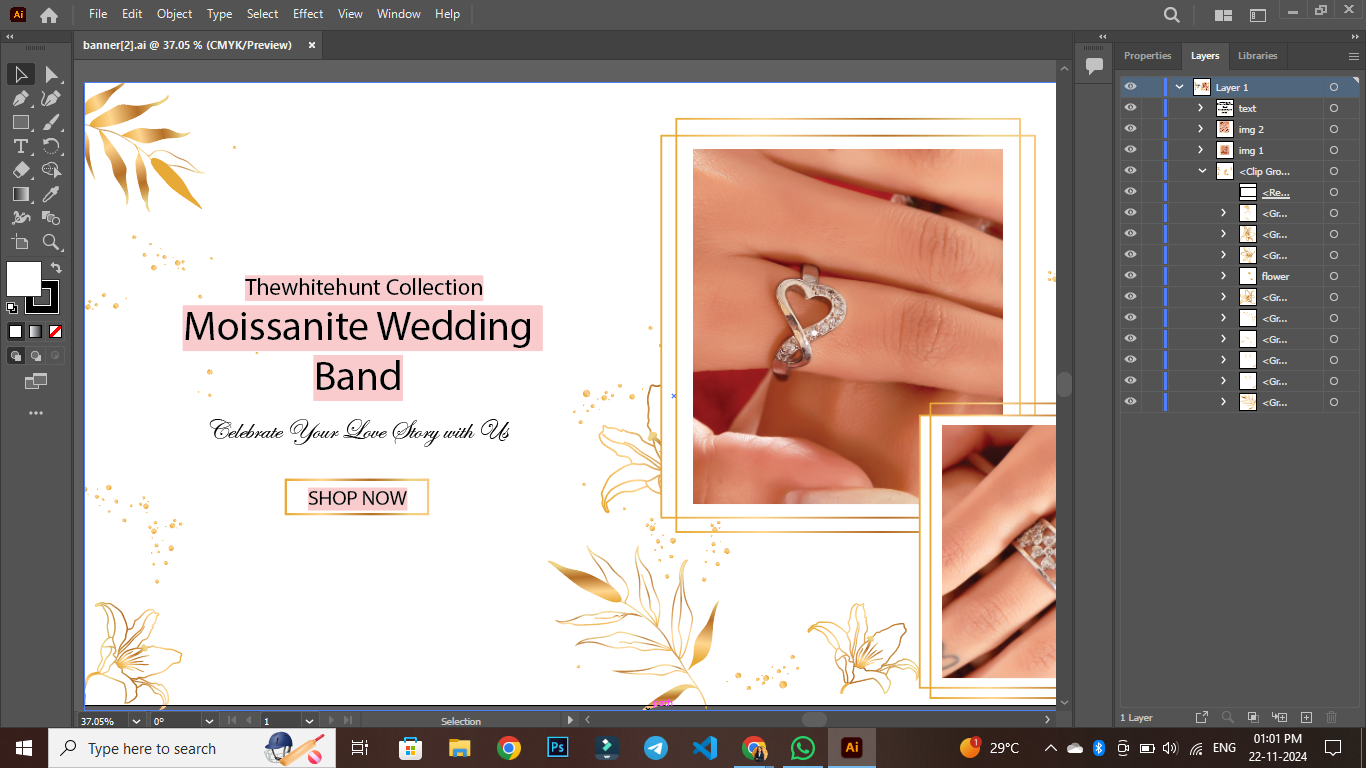 Ai
File Edit Object Type Select Effect View Window Help
banner[2].ai @ 37.05 % (CMYK/Preview) ×
Properties Layers Libraries
Layer 1
text
img 2
img 1
<Clip Gro...
<Re...
<Gr...
<Gr...
<Gr...
flower
<Gr...
<Gr...
<Gr...
<Gr...
<Gr...
<Gr...
Thewhitehunt Collection
Moissanite Wedding
Band
Celebrate Your Love Story with Us
SHOP NOW
37.05% 0° 1 Selection
1 Layer
Type here to search
Ps
Ai
1
29°C
ENG
01:01 PM
22-11-2024